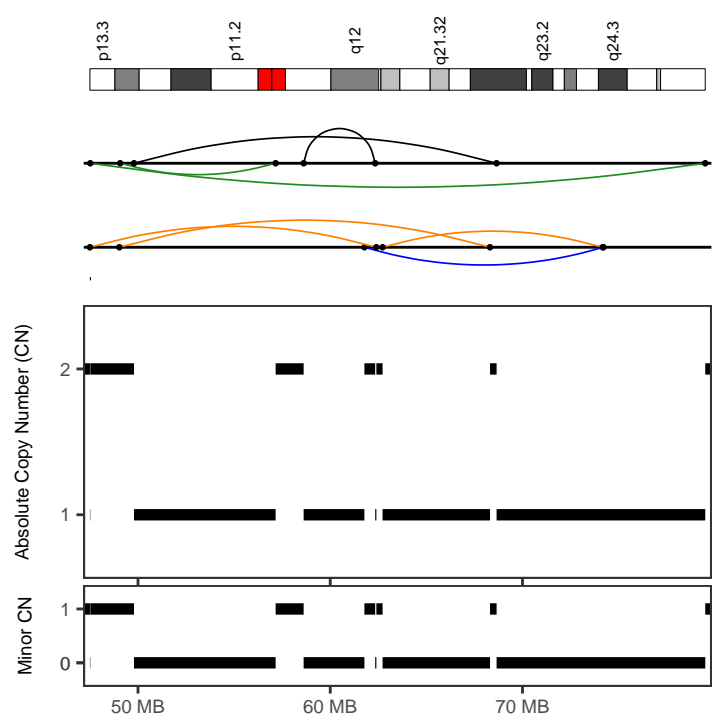 p13.3
p11.2
q12
q21.32
q23.2
q24.3
Absolute Copy Number (CN)
2
1
Minor CN
1
0
50 MB
60 MB
70 MB